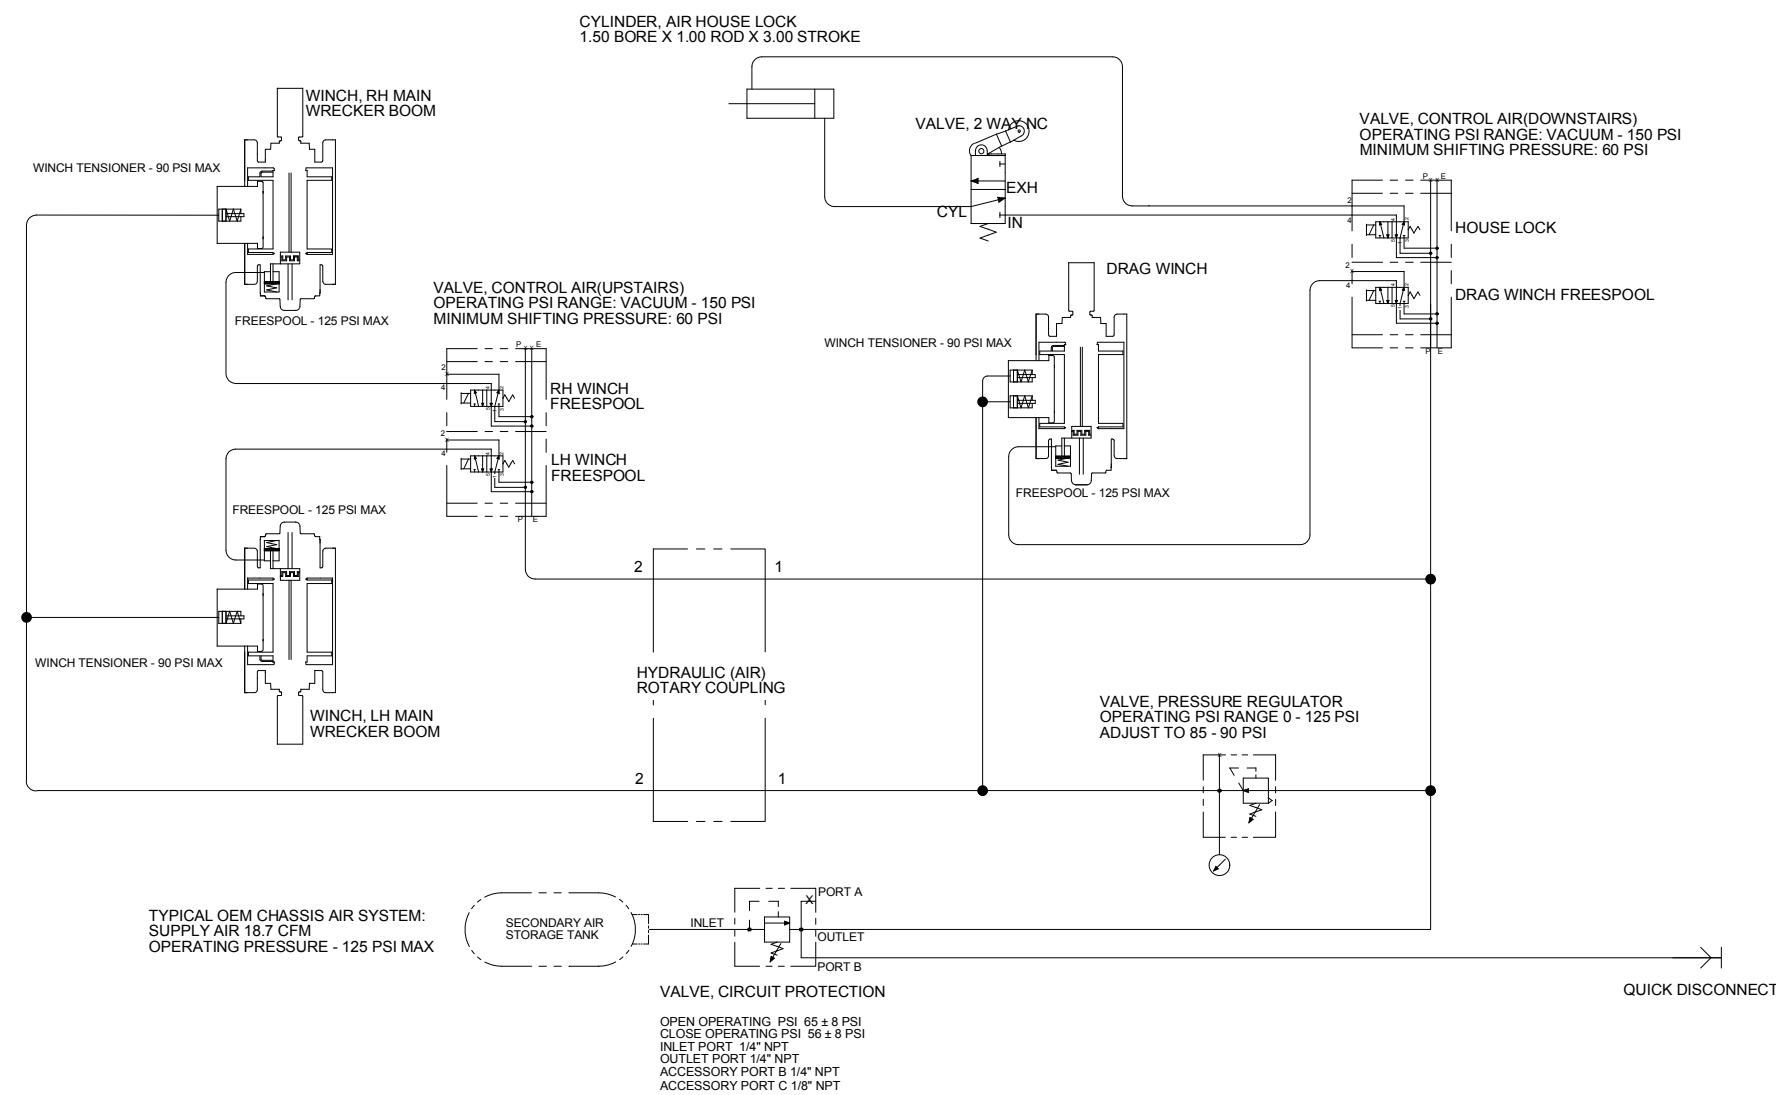 CYLINDER, AIR HOUSE LOCK
1.50 BORE X 1.00 ROD X 3.00 STROKE
WINCH, RH MAIN
WRECKER BOOM
WINCH TENSIONER - 90 PSI MAX
FREESPOOL - 125 PSI MAX
VALVE, 2 WAY NC
EXH
CYL
IN
VALVE, CONTROL AIR(DOWNSTAIRS)
OPERATING PSI RANGE: VACUUM - 150 PSI
MINIMUM SHIFTING PRESSURE: 60 PSI
P E
2
4
HOUSE LOCK
2
4
DRAG WINCH FREESPOOL
P E
VALVE, CONTROL AIR(UPSTAIRS)
OPERATING PSI RANGE: VACUUM - 150 PSI
MINIMUM SHIFTING PRESSURE: 60 PSI
P E
2
4
RH WINCH
FREESPOOL
2
4
LH WINCH
FREESPOOL
P E
DRAG WINCH
WINCH TENSIONER - 90 PSI MAX
FREESPOOL - 125 PSI MAX
FREESPOOL - 125 PSI MAX
WINCH TENSIONER - 90 PSI MAX
WINCH, LH MAIN
WRECKER BOOM
2 1
HYDRAULIC (AIR)
ROTARY COUPLING
2 1
VALVE, PRESSURE REGULATOR
OPERATING PSI RANGE 0 - 125 PSI
ADJUST TO 85 - 90 PSI
TYPICAL OEM CHASSIS AIR SYSTEM:
SUPPLY AIR 18.7 CFM
OPERATING PRESSURE - 125 PSI MAX
SECONDARY AIR
STORAGE TANK
INLET
PORT A
X
OUTLET
PORT B
VALVE, CIRCUIT PROTECTION
OPEN OPERATING PSI 65 ± 8 PSI
CLOSE OPERATING PSI 56 ± 8 PSI
INLET PORT 1/4" NPT
OUTLET PORT 1/4" NPT
ACCESSORY PORT B 1/4" NPT
ACCESSORY PORT C 1/8" NPT
QUICK DISCONNECT